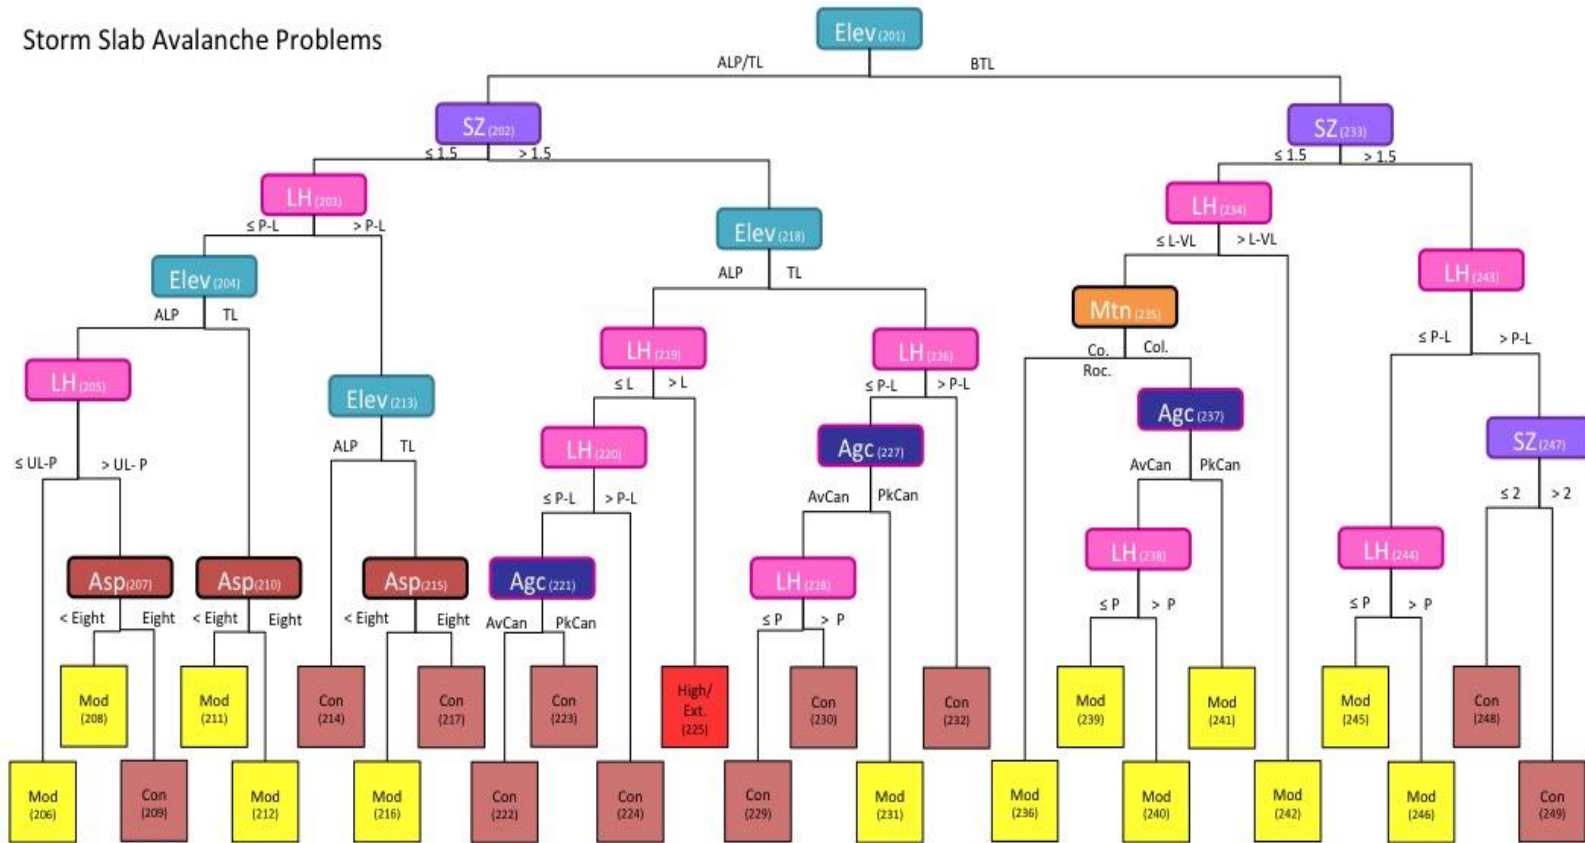 Storm Slab Avalanche Problems
Elev (201)
ALP/TL BTL
SZ (202) SZ (233)
≤ 1.5 > 1.5 ≤ 1.5 > 1.5
LH (203) LH (234)
≤ P-L > P-L
Elev (218)
≤ L-VL > L-VL
Elev (204) LH (243)
ALP TL
Mtn (235)
ALP TL
LH (219) LH (226)
Co. Col.
Roc.
≤ P-L > P-L
LH (205)
≤ L > L ≤ P-L > P-L
Elev (213) Agc (237)
LH (220) Agc (227) SZ (247)
ALP TL
≤ UL-P > UL- P
AvCan PkCan
≤ P-L > P-L AvCan PkCan ≤ 2 > 2
LH (238) LH (244)
Asp (207) Asp (210) Asp (215) Agc (221) LH (228)
≤ P > P ≤ P > P
< Eight Eight < Eight Eight < Eight Eight AvCan PkCan ≤ P > P
Mod Mod Con Con Con High/ Con Con Mod Mod Mod Con
Ext.
(208) (211) (214) (217) (223) (225) (230) (232) (239) (241) (245) (248)
Mod Con Mod Mod Con Con Con Mod Mod Mod Mod Mod Con
(206) (209) (212) (216) (222) (224) (229) (231) (236) (240) (242) (246) (249)